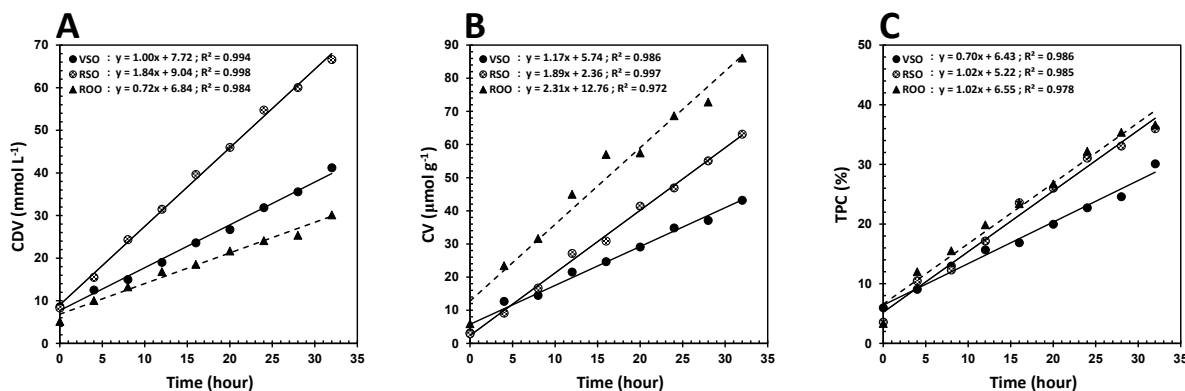 A
CDV (mmol L⁻¹)
70
60
50
40
30
20
10
0
VSO : y = 1.00x + 7.72 ; R² = 0.994
RSO : y = 1.84x + 9.04 ; R² = 0.998
ROO : y = 0.72x + 6.84 ; R² = 0.984
0 5 10 15 20 25 30 35
Time (hour)
B
CV (µmol g⁻¹)
90
80
70
60
50
40
30
20
10
0
VSO : y = 1.17x + 5.74 ; R² = 0.986
RSO : y = 1.89x + 2.36 ; R² = 0.997
ROO : y = 2.31x + 12.76 ; R² = 0.972
0 5 10 15 20 25 30 35
Time (hour)
C
TPC (%)
50
40
30
20
10
0
VSO : y = 0.70x + 6.43 ; R² = 0.986
RSO : y = 1.02x + 5.22 ; R² = 0.985
ROO : y = 1.02x + 6.55 ; R² = 0.978
0 5 10 15 20 25 30 35
Time (hour)